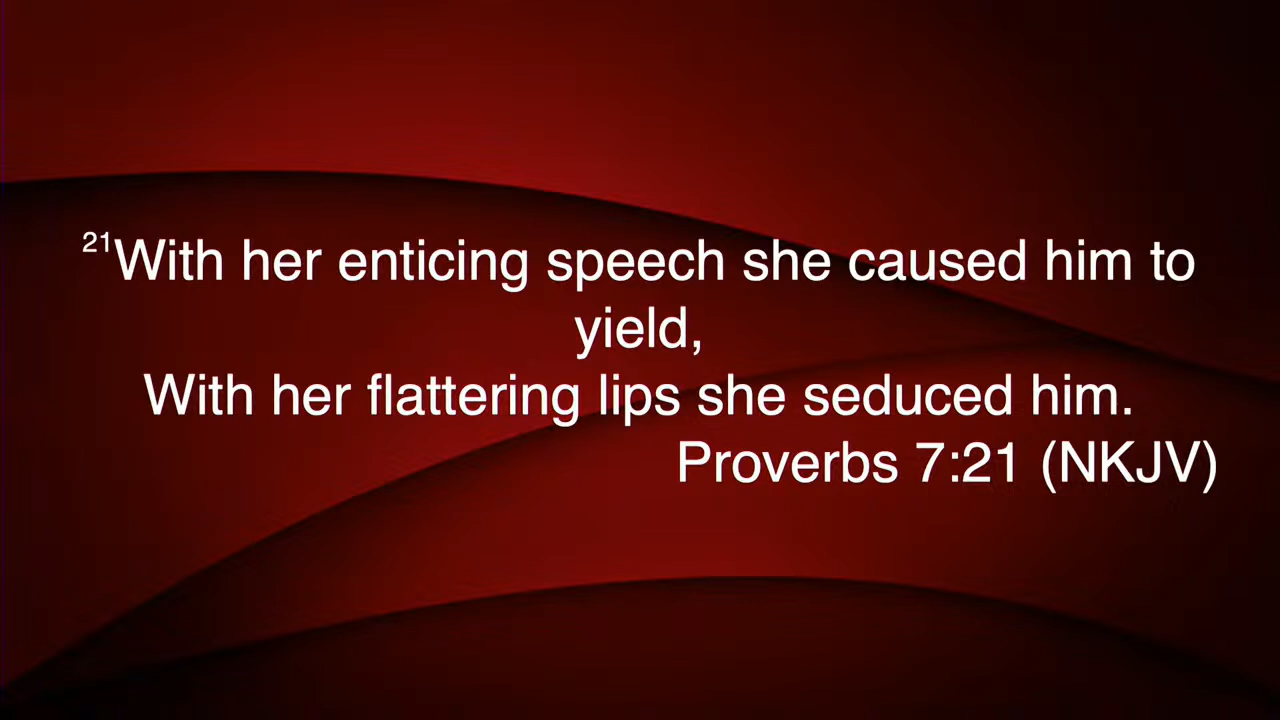 21With her enticing speech she caused him to
yield,
With her flattering lips she seduced him.
Proverbs 7:21 (NKJV)